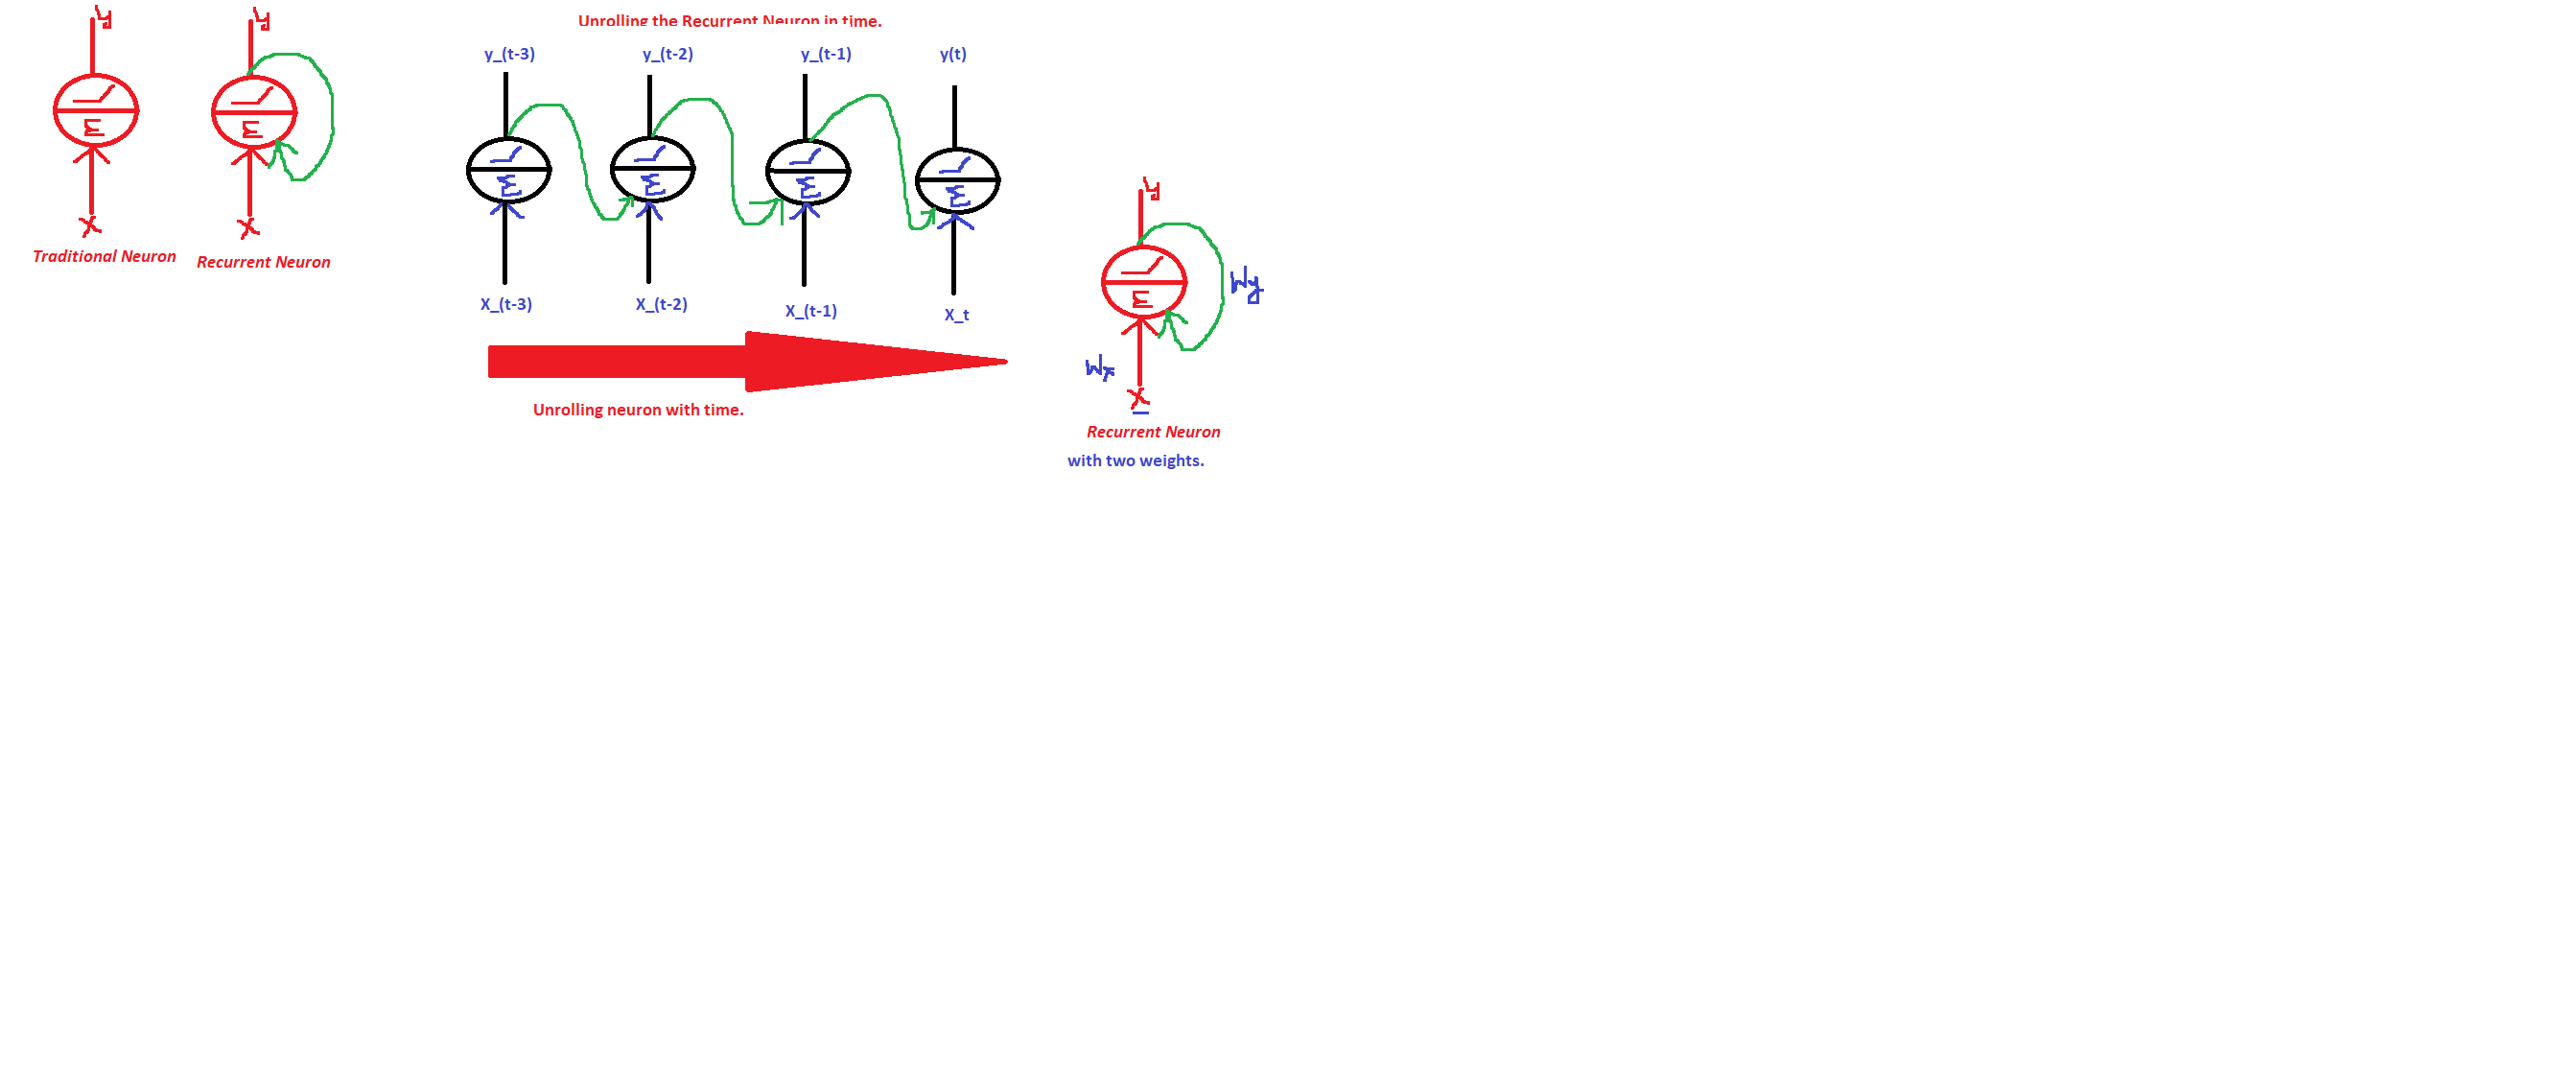 y
y
Unrolling the Recurrent Neuron in time.
y_(t-3) y_(t-2) y_(t-1) y(t)
Σ
Σ
Σ Σ Σ Σ
X
X
Traditional Neuron
Recurrent Neuron
X_(t-3) X_(t-2) X_(t-1) X_t
Unrolling neuron with time.
y
Σ
Wy
Wx
X
Recurrent Neuron
with two weights.